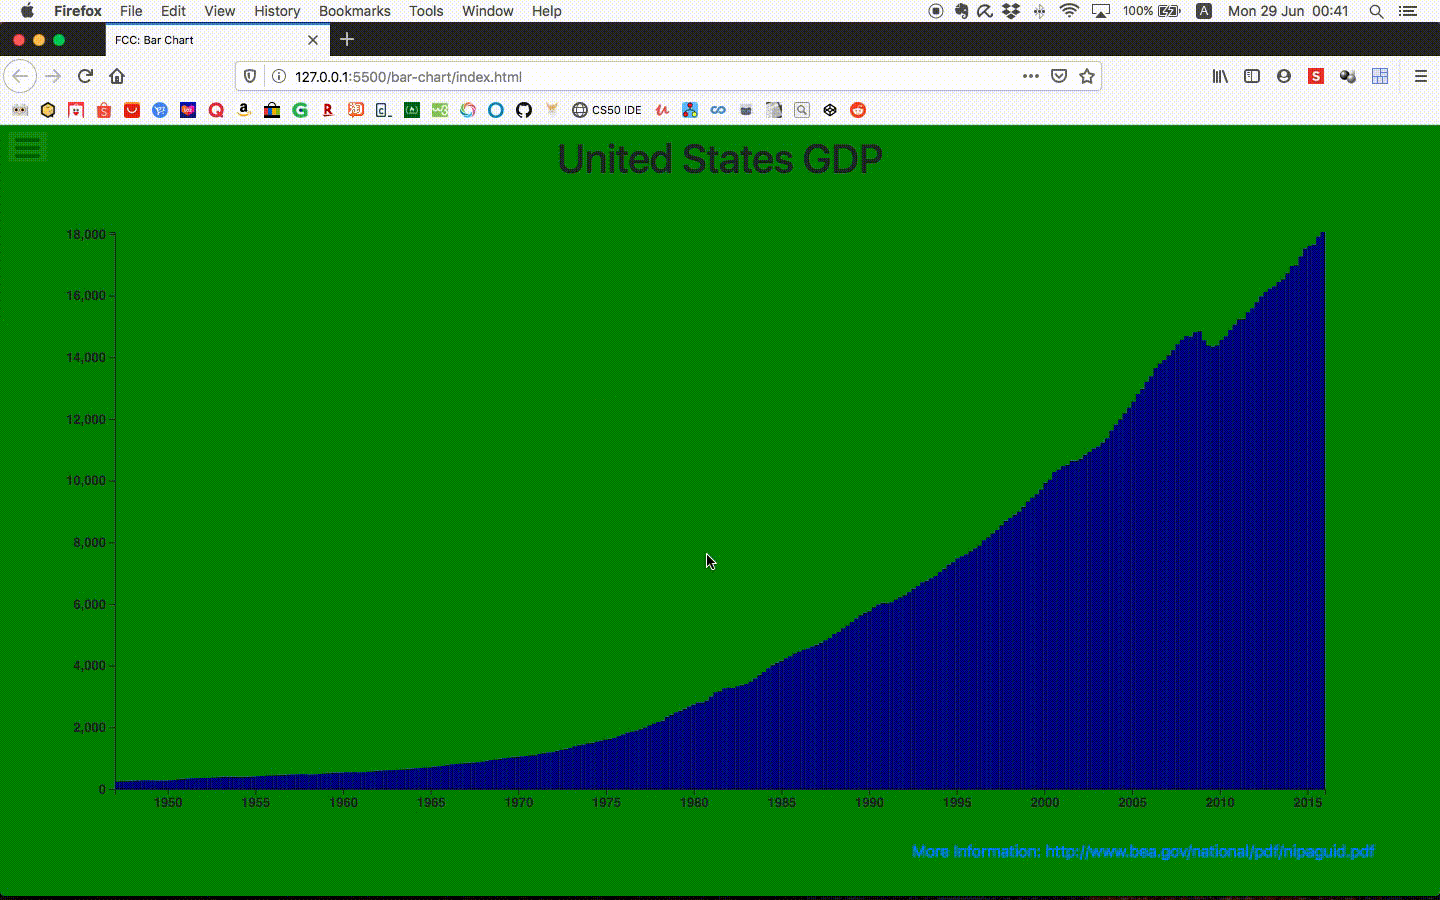 Firefox File Edit View History Bookmarks Tools Window Help 100% A Mon 29 Jun 00:41
FCC: Bar Chart
127.0.0.1:5500/bar-chart/index.html
CS50 IDE
United States GDP
18,000
16,000
14,000
12,000
10,000
8,000
6,000
4,000
2,000
0
1950 1955 1960 1965 1970 1975 1980 1985 1990 1995 2000 2005 2010 2015
More Information: http://www.bea.gov/national/pdf/nipaguid.pdf